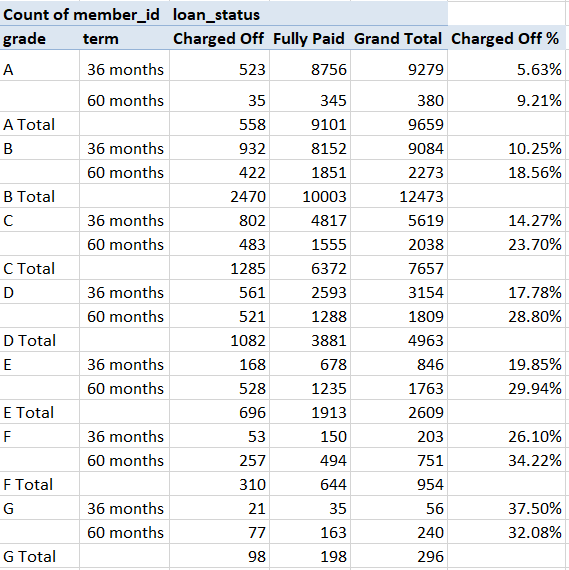 Count of member_id loan_status
grade term Charged Off Fully Paid Grand Total Charged Off %
A 36 months 523 8756 9279 5.63%
60 months 35 345 380 9.21%
A Total 558 9101 9659
B 36 months 932 8152 9084 10.25%
60 months 422 1851 2273 18.56%
B Total 2470 10003 12473
C 36 months 802 4817 5619 14.27%
60 months 483 1555 2038 23.70%
C Total 1285 6372 7657
D 36 months 561 2593 3154 17.78%
60 months 521 1288 1809 28.80%
D Total 1082 3881 4963
E 36 months 168 678 846 19.85%
60 months 528 1235 1763 29.94%
E Total 696 1913 2609
F 36 months 53 150 203 26.10%
60 months 257 494 751 34.22%
F Total 310 644 954
G 36 months 21 35 56 37.50%
60 months 77 163 240 32.08%
G Total 98 198 296